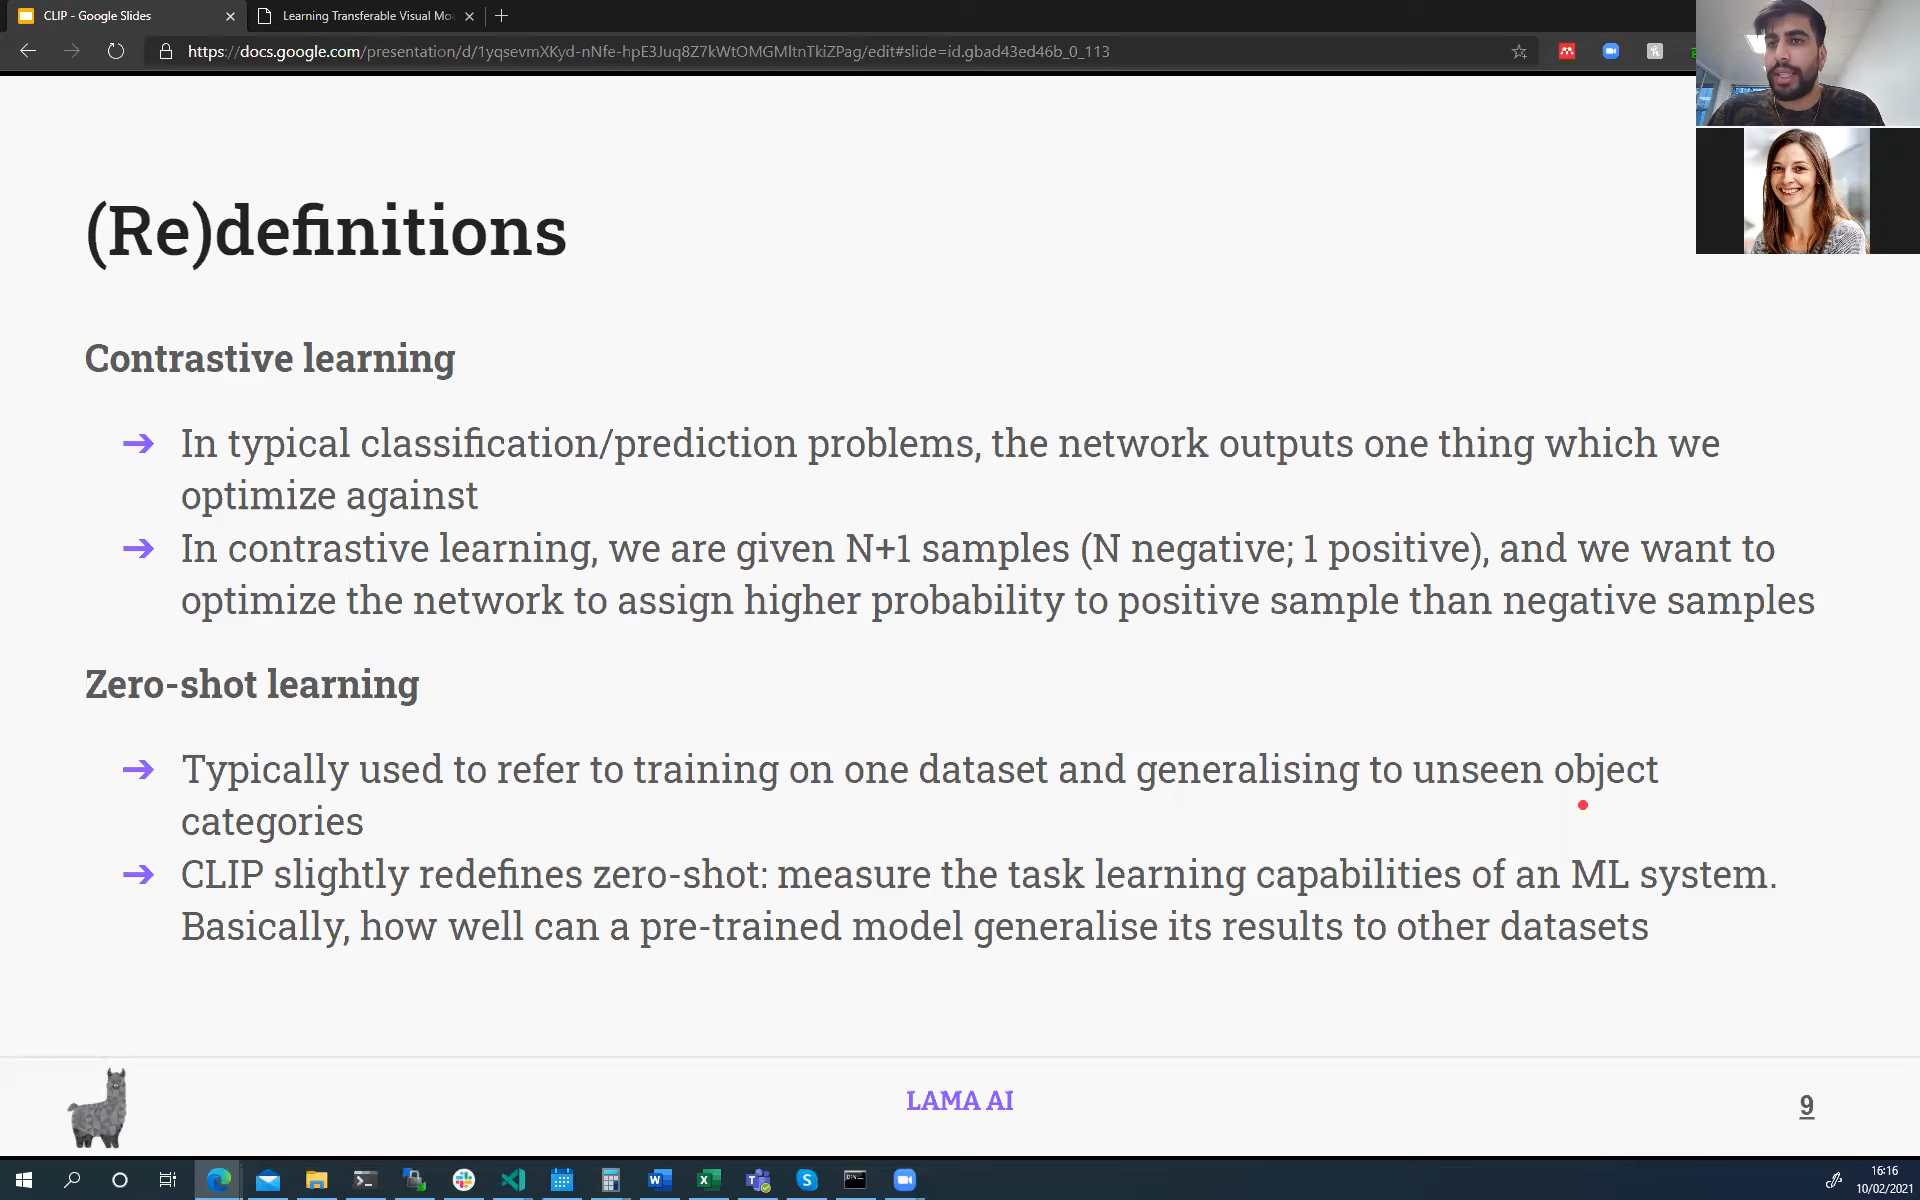 CLIP - Google Slides
Learning Transferable Visual Mo
https://docs.google.com/presentation/d/1yqsevmXKyd-nNfe-hpE3Juq8Z7kWtOMGMltnTkiZPag/edit#slide=id.gbad43ed46b_0_113
(Re)definitions
Contrastive learning
➔ In typical classification/prediction problems, the network outputs one thing which we
optimize against
➔ In contrastive learning, we are given N+1 samples (N negative; 1 positive), and we want to
optimize the network to assign higher probability to positive sample than negative samples
Zero-shot learning
➔ Typically used to refer to training on one dataset and generalising to unseen object
categories
➔ CLIP slightly redefines zero-shot: measure the task learning capabilities of an ML system.
Basically, how well can a pre-trained model generalise its results to other datasets
LAMA AI
9
16:16
10/02/2021